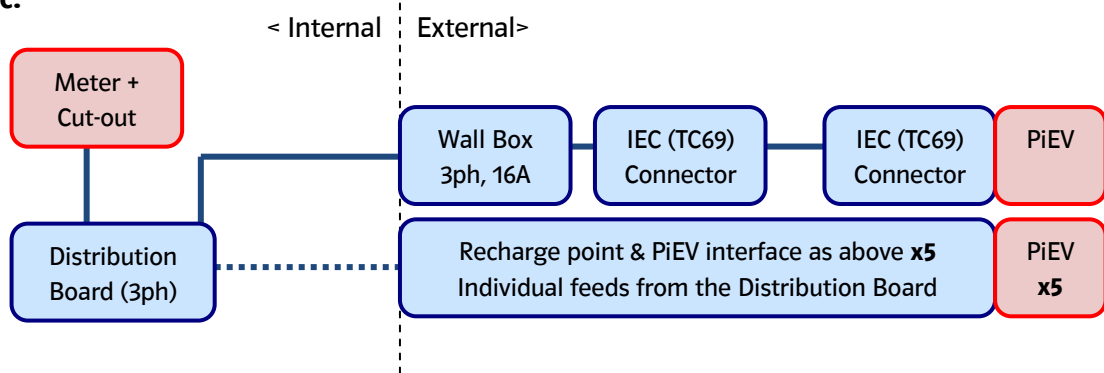 c.
< Internal
External>
Meter +
Cut-out
Wall Box
3ph, 16A
IEC (TC69)
Connector
IEC (TC69)
Connector
PiEV
Distribution
Board (3ph)
Recharge point & PiEV interface as above x5
Individual feeds from the Distribution Board
PiEV
x5